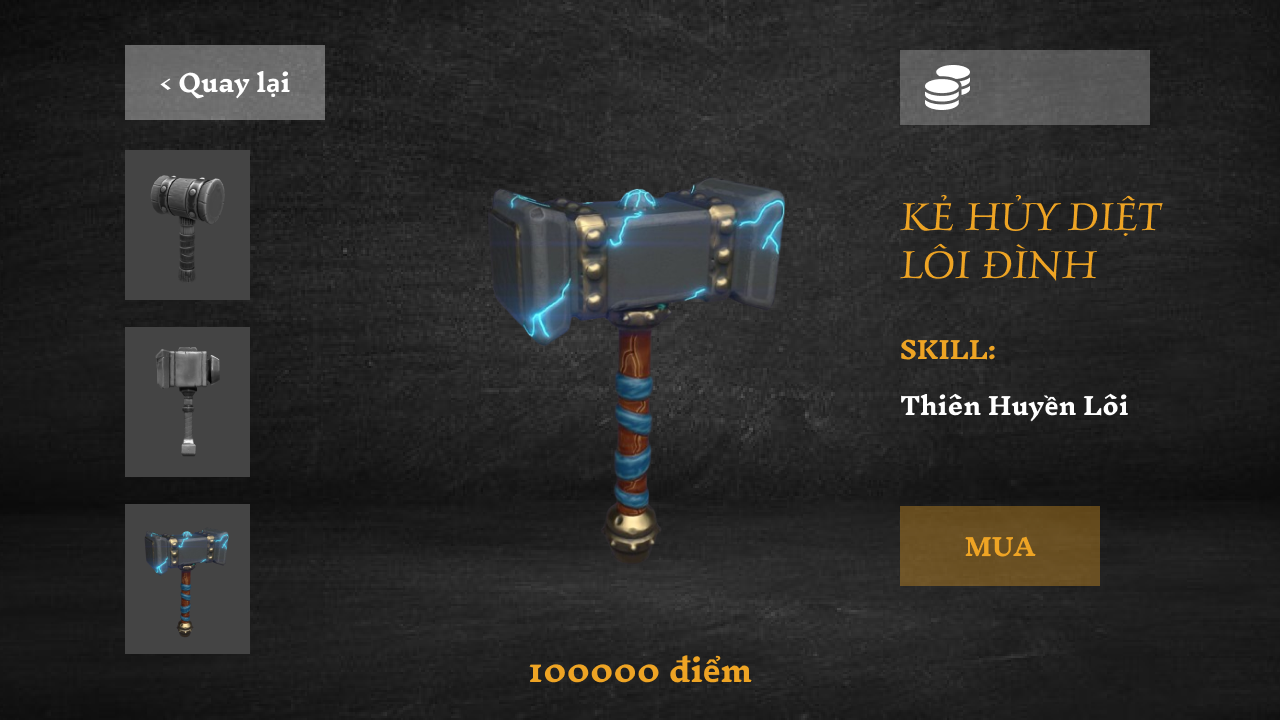 < Quay lại
KẺ HỦY DIỆT
LÔI ĐÌNH
SKILL:
Thiên Huyền Lôi
MUA
100000 điểm